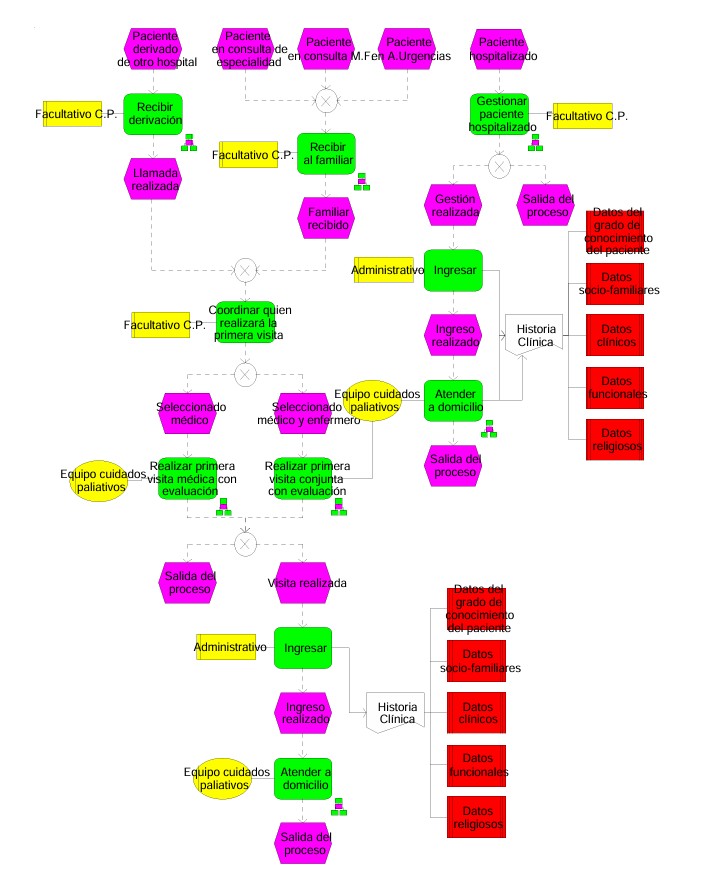 Paciente
derivado
de otro hospital
Paciente
en consulta de
especialidad
Paciente
en consulta M.F
Paciente
en A.Urgencias
Paciente
hospitalizado
Facultativo C.P.
Recibir
derivación
Gestionar
paciente
hospitalizado
Facultativo C.P.
Facultativo C.P.
Recibir
al familiar
Llamada
realizada
Familiar
recibido
Gestión
realizada
Salida del
proceso
Datos del
grado de
conocimiento
del paciente
Administrativo
Ingresar
Datos
socio-familiares
Facultativo C.P.
Coordinar quien
realizará la
primera visita
Ingreso
realizado
Historia
Clínica
Datos
clínicos
Seleccionado
médico
Seleccionado
médico y enfermero
Equipo cuidados
paliativos
Atender
a domicilio
Datos
funcionales
Datos
religiosos
Salida del
proceso
Equipo cuidados
paliativos
Realizar primera
visita médica con
evaluación
Realizar primera
visita conjunta
con evaluación
Salida del
proceso
Visita realizada
Datos del
grado de
conocimiento
del paciente
Administrativo
Ingresar
Datos
socio-familiares
Ingreso
realizado
Historia
Clínica
Datos
clínicos
Equipo cuidados
paliativos
Atender a
domicilio
Datos
funcionales
Datos
religiosos
Salida del
proceso